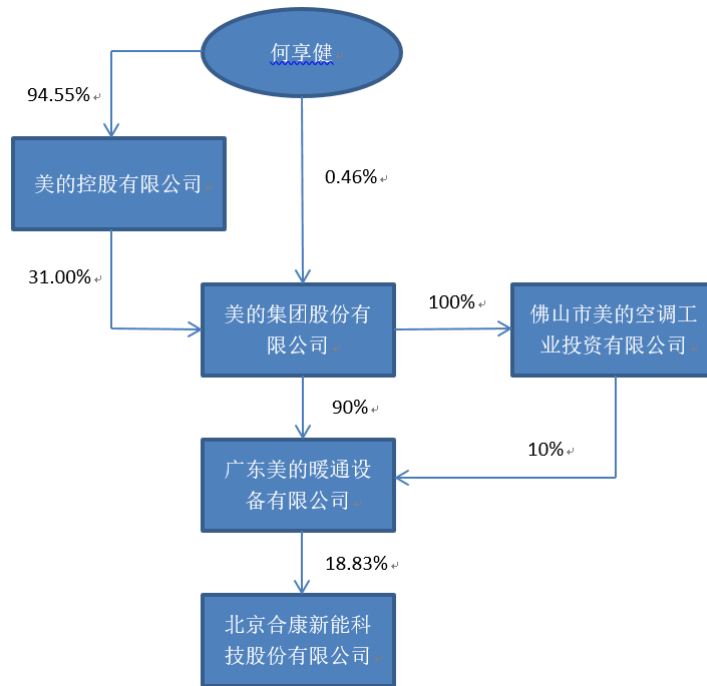 何享健
94.55%
美的控股有限公司
0.46%
31.00%
美的集团股份有
限公司
100%
佛山市美的空调工
业投资有限公司
90%
广东美的暖通设
备有限公司
10%
18.83%
北京合康新能科
技股份有限公司